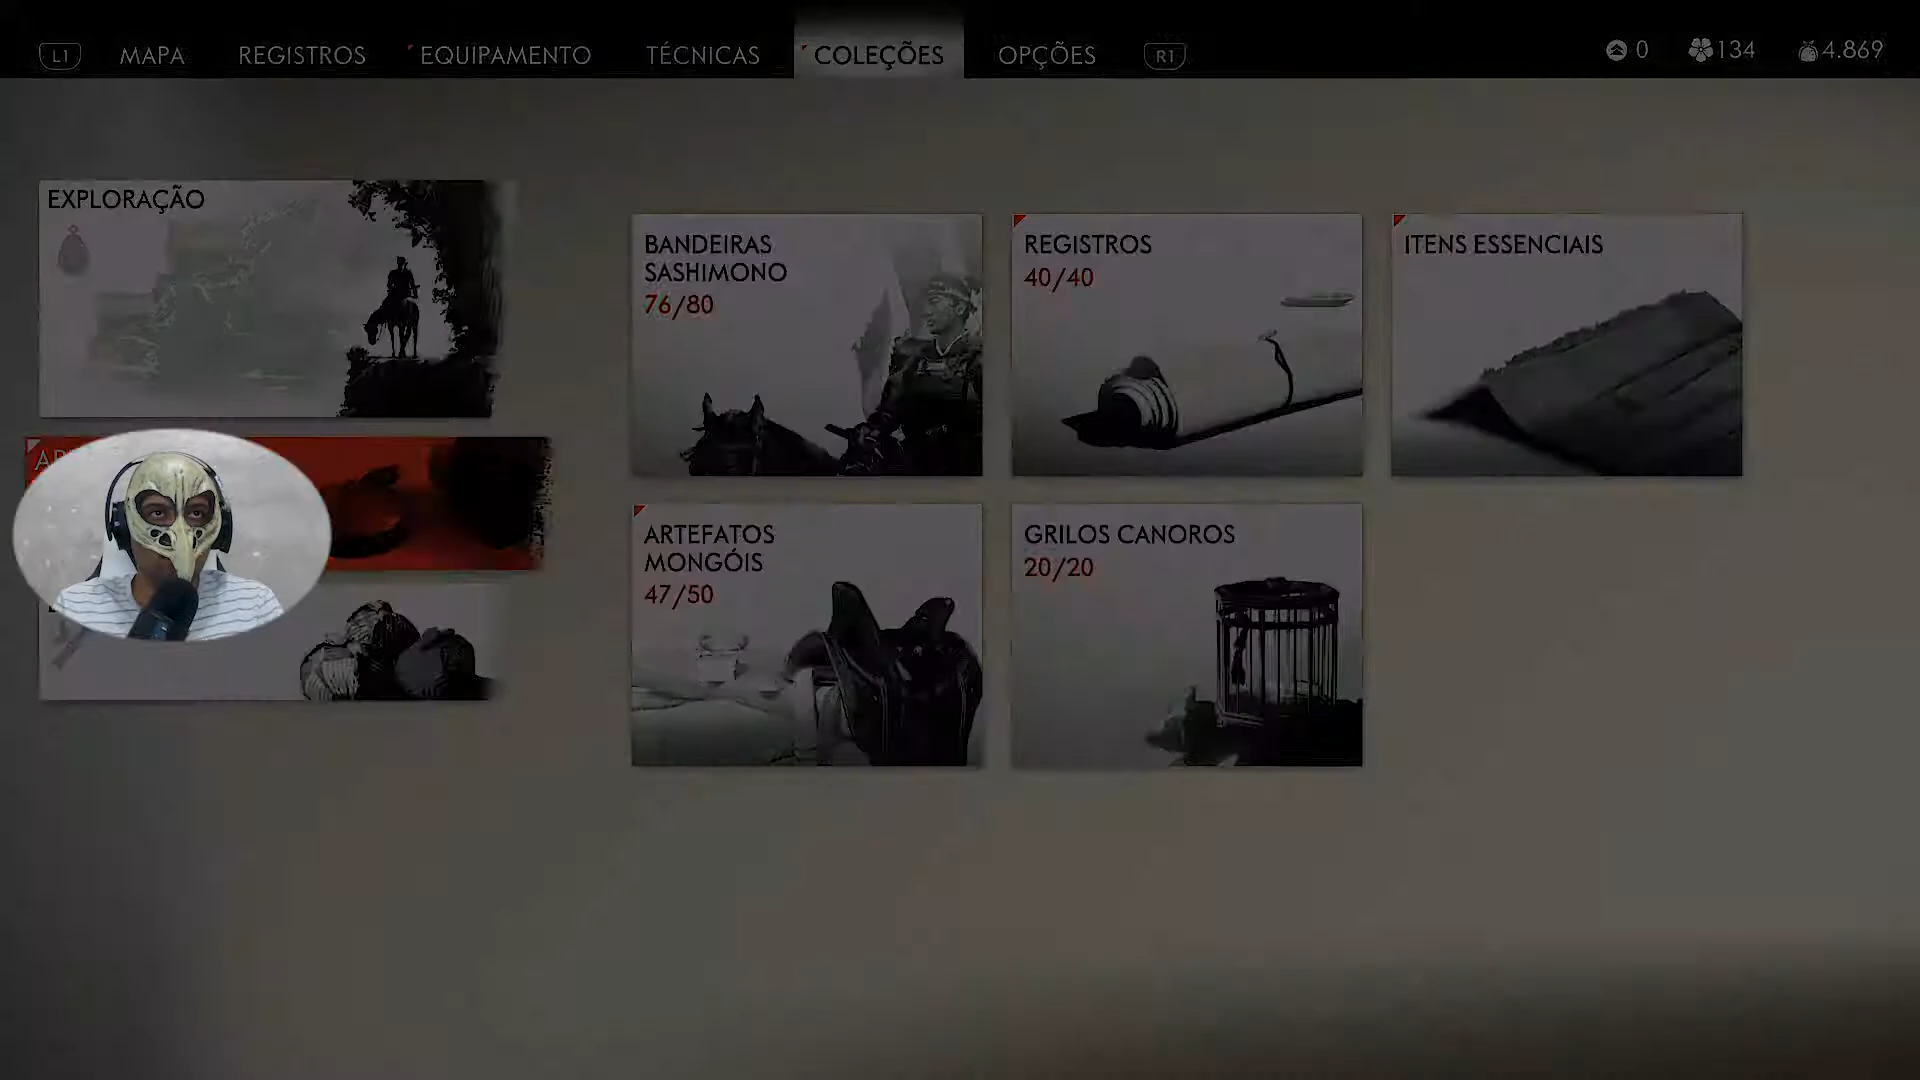 L1 MAPA REGISTROS EQUIPAMENTO TÉCNICAS COLEÇÕES OPÇÕES R1 0 134 4.869
EXPLORAÇÃO
BANDEIRAS
SASHIMONO
76/80
REGISTROS
40/40
ITENS ESSENCIAIS
ARTEFATOS
MONGÓIS
47/50
GRILOS CANOROS
20/20